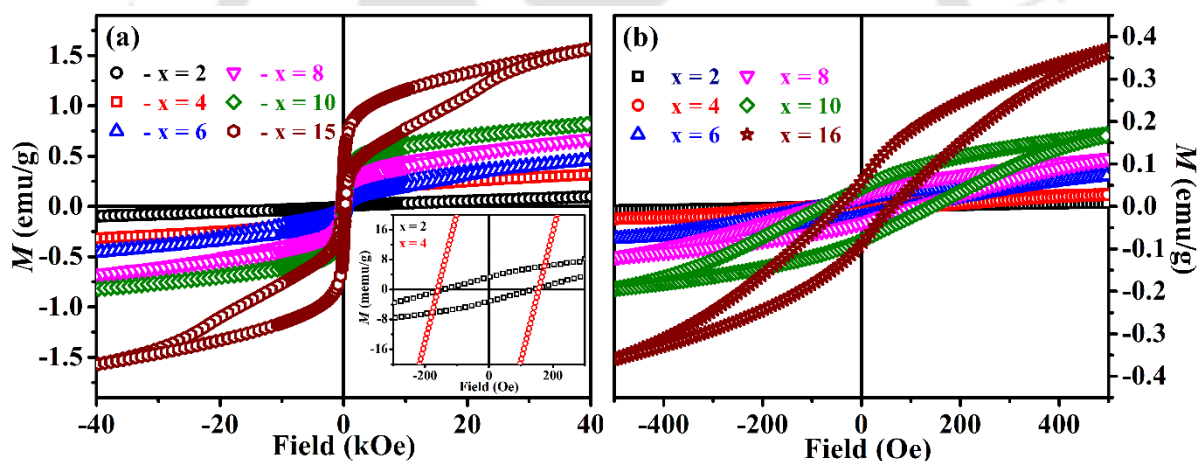 (a)
- x = 2
- x = 8
- x = 4
- x = 10
- x = 6
- x = 15
M (emu/g)
1.5
1.0
0.5
0.0
-0.5
-1.0
-1.5
-40
-20
0
20
40
Field (kOe)
x = 2
x = 4
M (memu/g)
16
8
0
-8
-16
-200
0
200
Field (Oe)
(b)
x = 2
x = 8
x = 4
x = 10
x = 6
x = 16
0.4
0.3
0.2
0.1
0.0
-0.1
-0.2
-0.3
-0.4
M (emu/g)
-400
-200
0
200
400
Field (Oe)